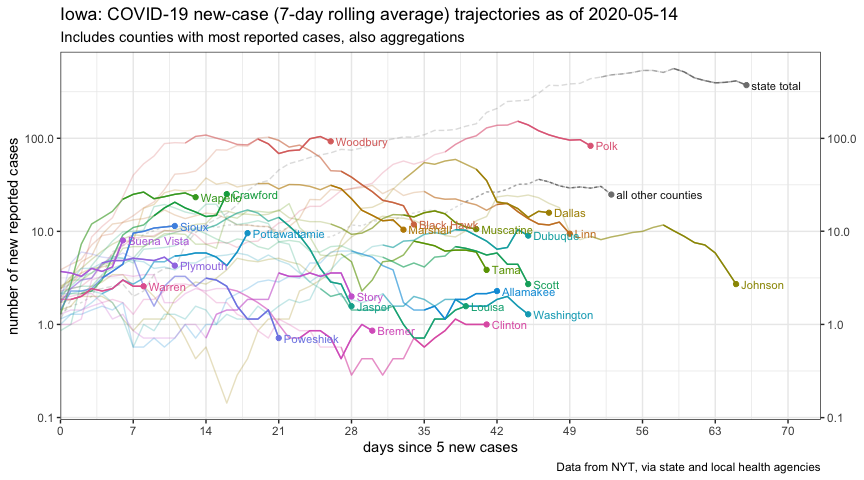 Iowa: COVID-19 new-case (7-day rolling average) trajectories as of 2020-05-14
Includes counties with most reported cases, also aggregations
state total
100.0
Woodbury
Polk
100.0
Wapello
Crawford
all other counties
Dallas
Sioux
Black Hawk
Marshall
Muscatine
10.0
Pottawattamie
Dubuque
Linn
10.0
Buena Vista
Plymouth
Tama
Warren
Scott
Johnson
Allamakee
Story
Jasper
Louisa
Washington
1.0
Clinton
1.0
Bremer
Poweshiek
0.1
0.1
number of new reported cases
0 7 14 21 28 35 42 49 56 63 70
days since 5 new cases
Data from NYT, via state and local health agencies